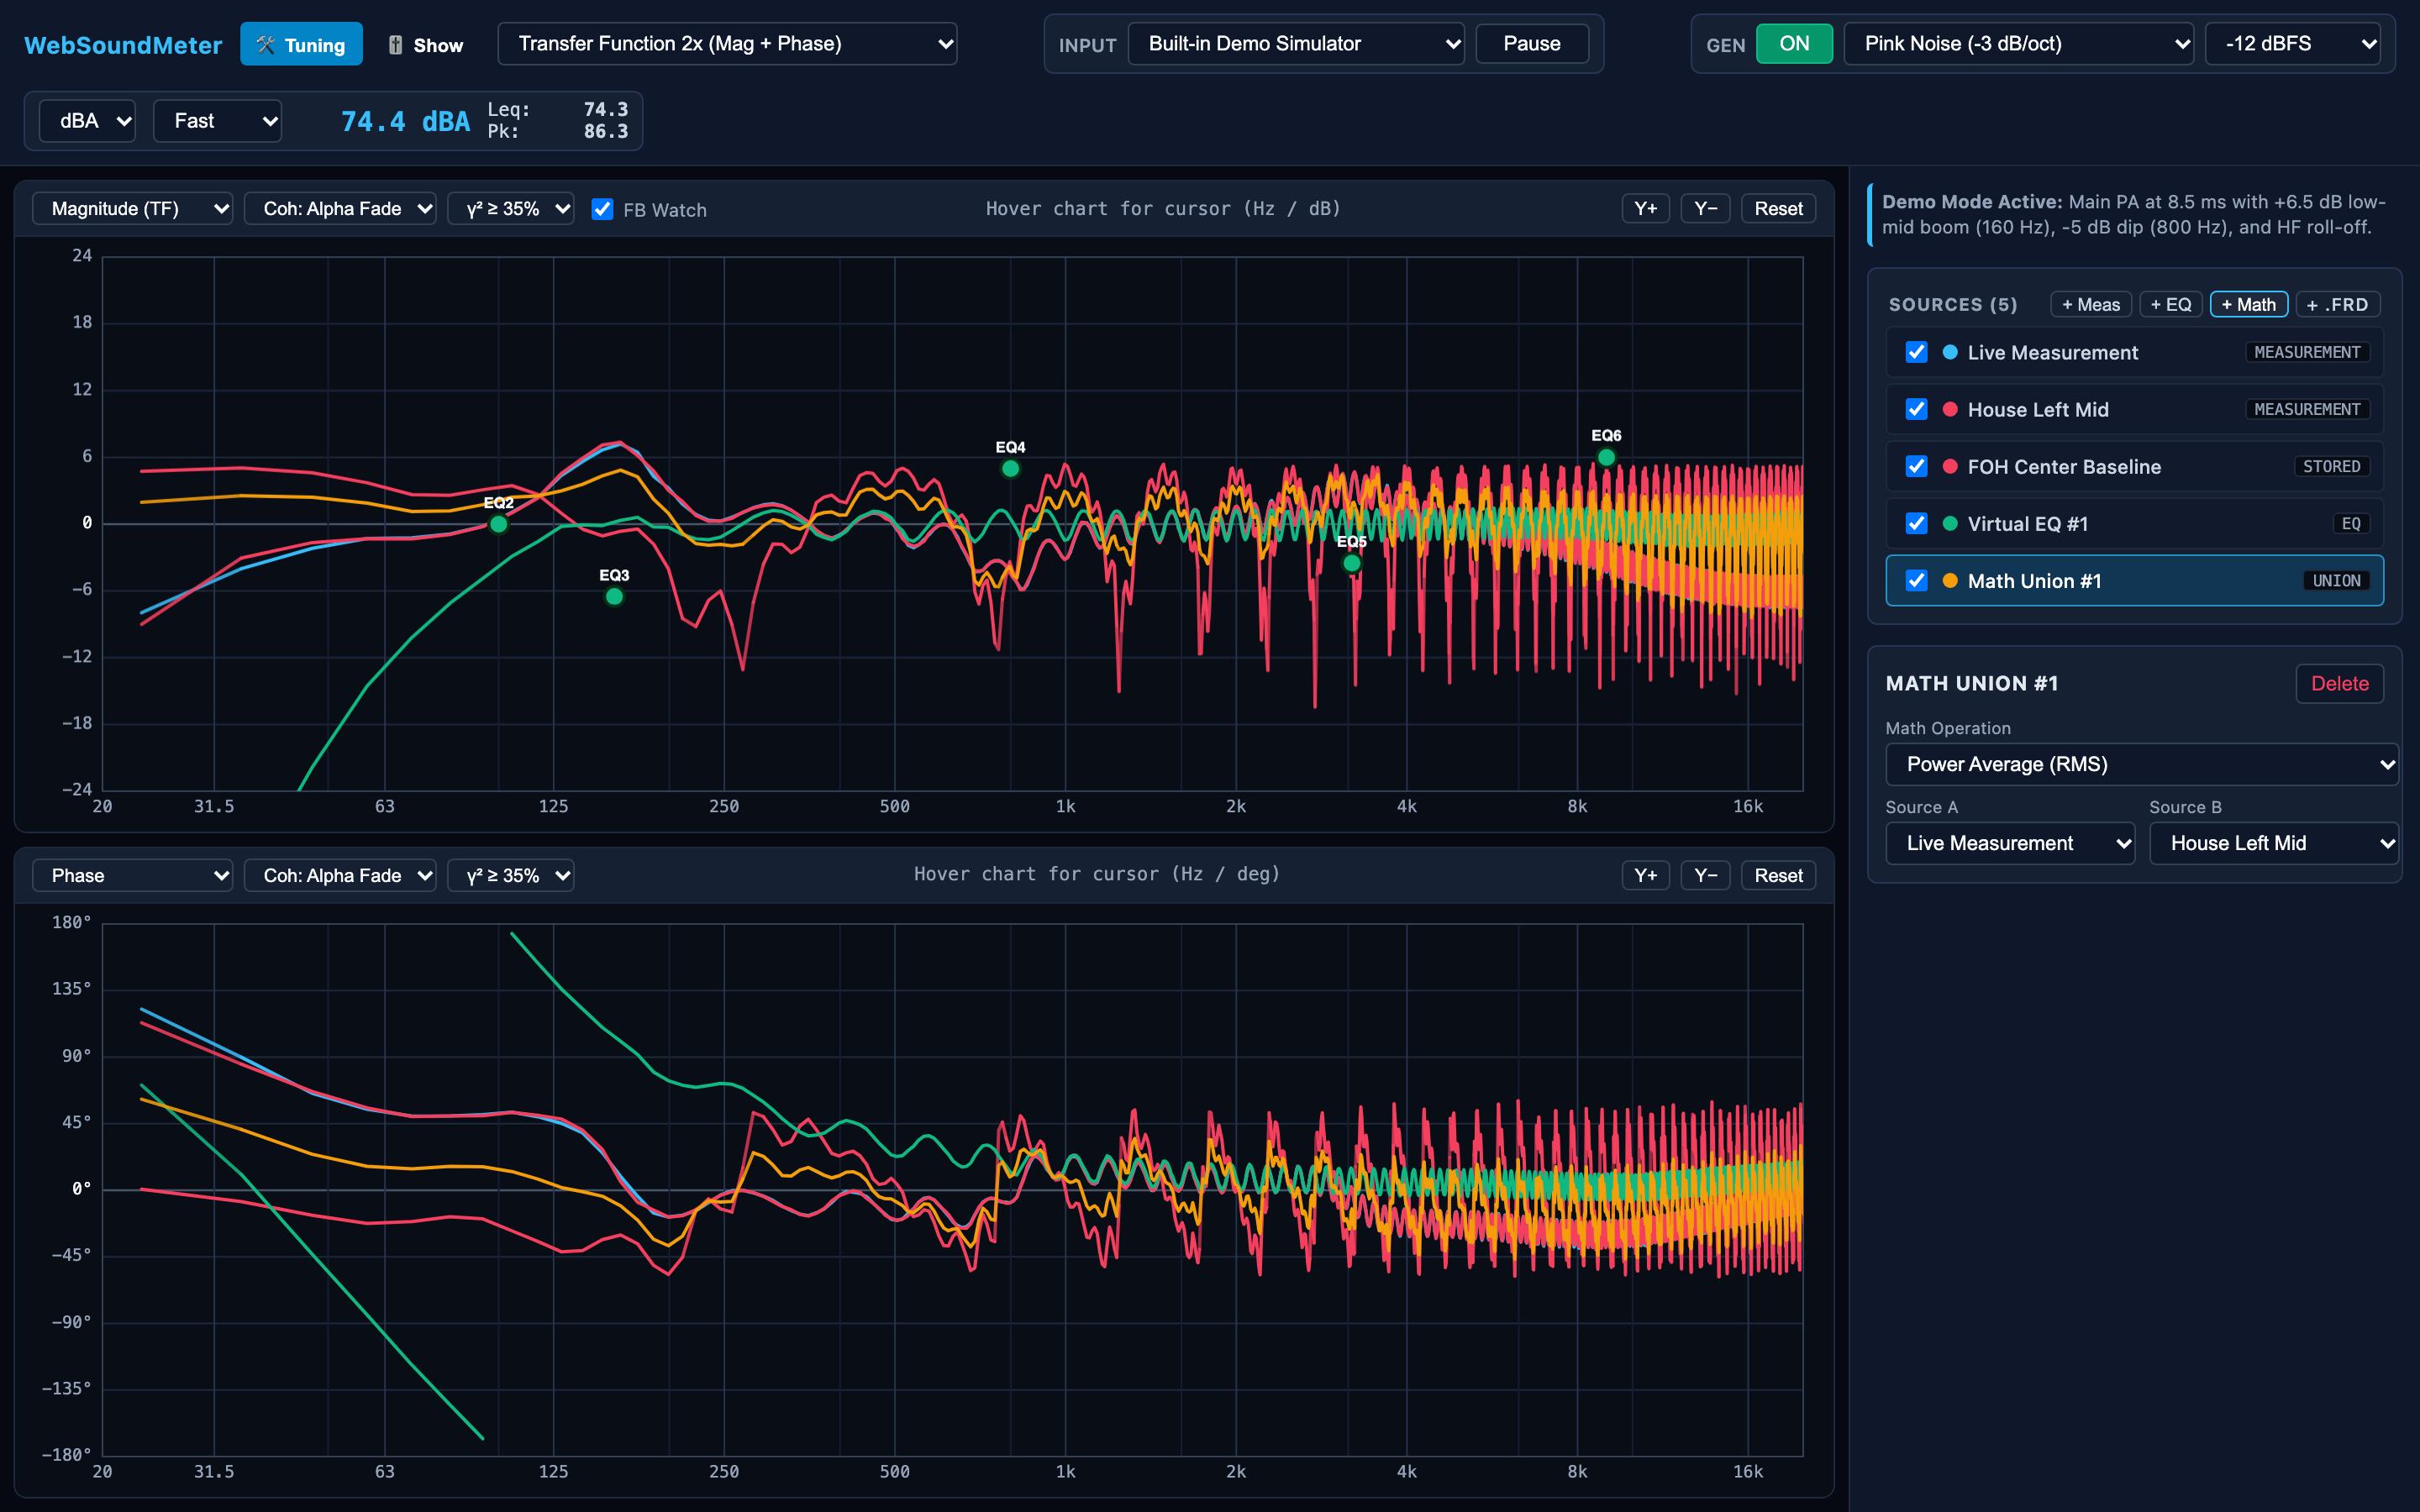 WebSoundMeter 🛠️ Tuning 🎚️ Show Transfer Function 2x (Mag + Phase) INPUT Built-in Demo Simulator Pause GEN ON Pink Noise (-3 dB/oct) -12 dBFS
dBA Fast 74.4 dBA Leq: 74.3
Pk: 86.3
Magnitude (TF) Coh: Alpha Fade γ² ≥ 35% FB Watch Hover chart for cursor (Hz / dB) Y+ Y− Reset
24
18
12
6
0
−6
−12
−18
−24
EQ2
EQ3
EQ4
EQ5
EQ6
20 31.5 63 125 250 500 1k 2k 4k 8k 16k
Phase Coh: Alpha Fade γ² ≥ 35% Hover chart for cursor (Hz / deg) Y+ Y− Reset
180°
135°
90°
45°
0°
−45°
−90°
−135°
−180°
20 31.5 63 125 250 500 1k 2k 4k 8k 16k
Demo Mode Active: Main PA at 8.5 ms with +6.5 dB low-
mid boom (160 Hz), -5 dB dip (800 Hz), and HF roll-off.
SOURCES (5) + Meas + EQ + Math + .FRD
Live Measurement MEASUREMENT
House Left Mid MEASUREMENT
FOH Center Baseline STORED
Virtual EQ #1 EQ
Math Union #1 UNION
MATH UNION #1 Delete
Math Operation
Power Average (RMS)
Source A Source B
Live Measurement House Left Mid